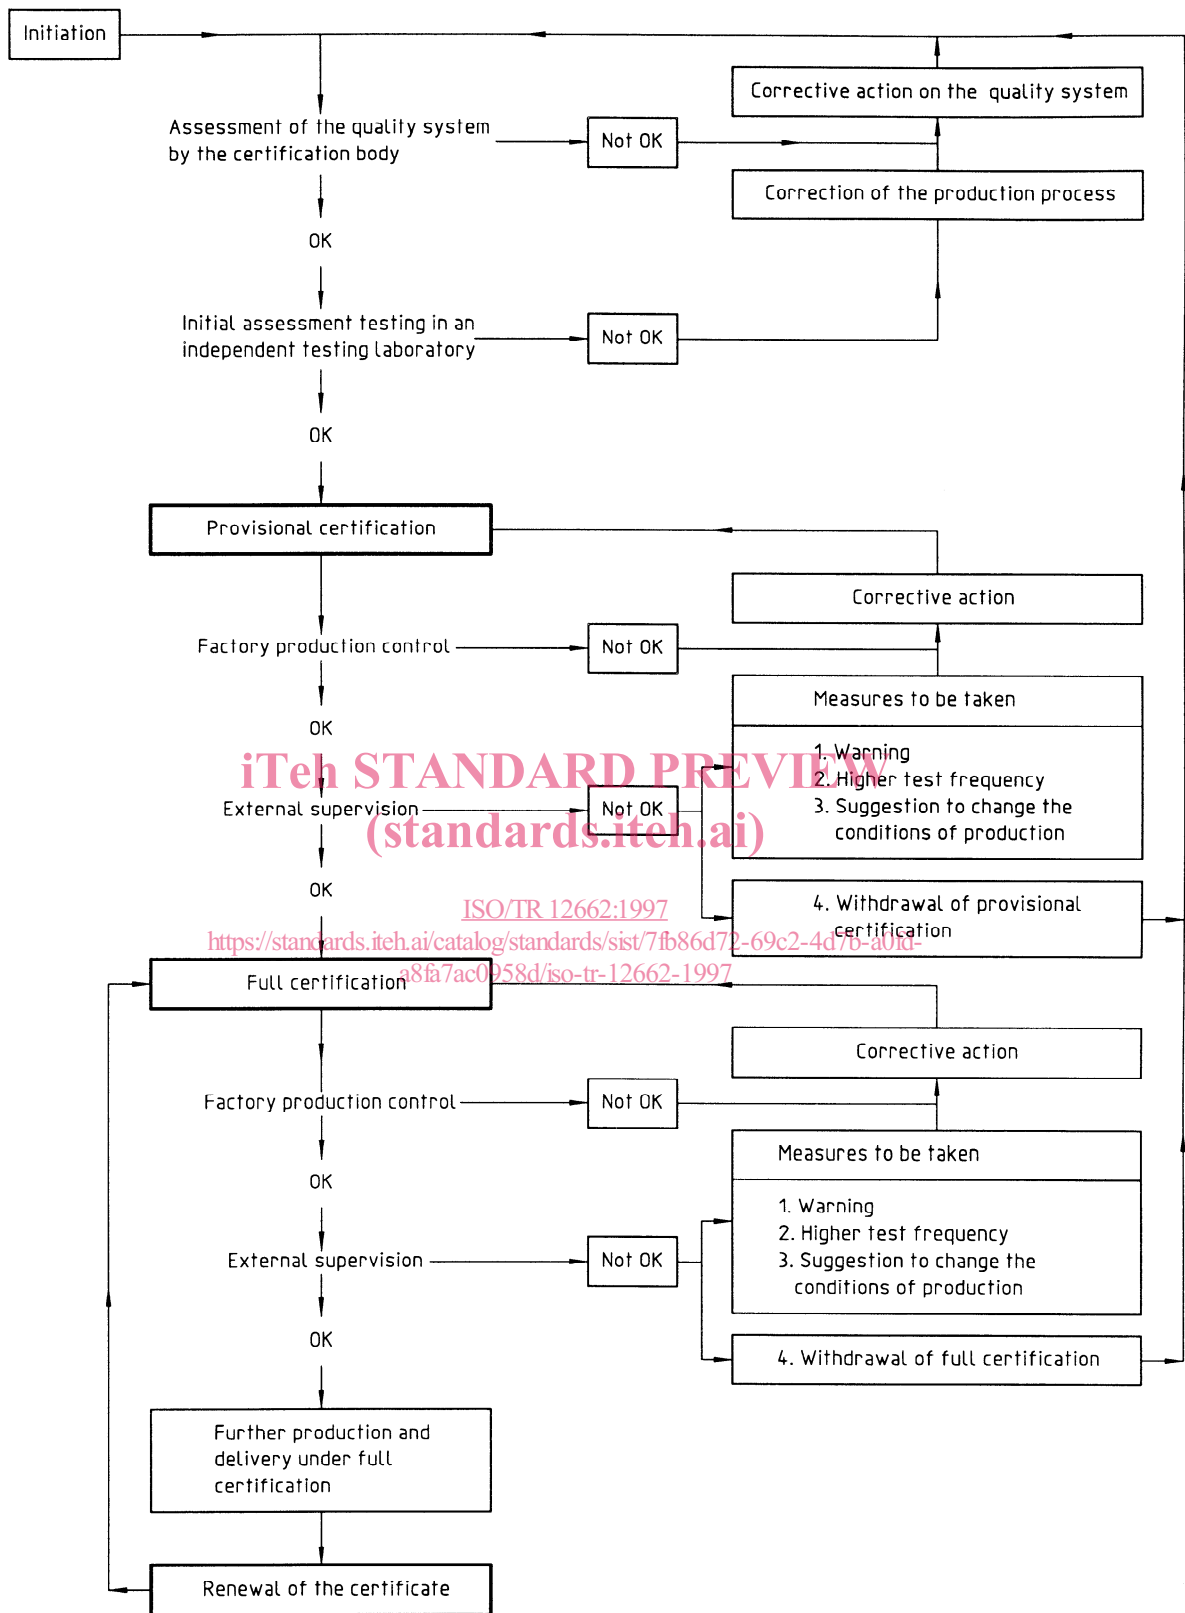 Initiation
Corrective action on the quality system
Assessment of the quality system
by the certification body
Not OK
Correction of the production process
OK
Initial assessment testing in an
independent testing laboratory
Not OK
OK
Provisional certification
Corrective action
Factory production control
Not OK
Measures to be taken
OK
1. Warning
2. Higher test frequency
3. Suggestion to change the
conditions of production
iTeh STANDARD PREVIEW
(standards.iteh.ai)
External supervision
Not OK
OK
4. Withdrawal of provisional
certification
ISO/TR 12662:1997
https://standards.iteh.ai/catalog/standards/sist/7fb86d72-69c2-4d7b-a0fd-
a8fa7ac0958d/iso-tr-12662-1997
Full certification
Corrective action
Factory production control
Not OK
Measures to be taken
OK
1. Warning
2. Higher test frequency
3. Suggestion to change the
conditions of production
External supervision
Not OK
OK
4. Withdrawal of full certification
Further production and
delivery under full
certification
Renewal of the certificate